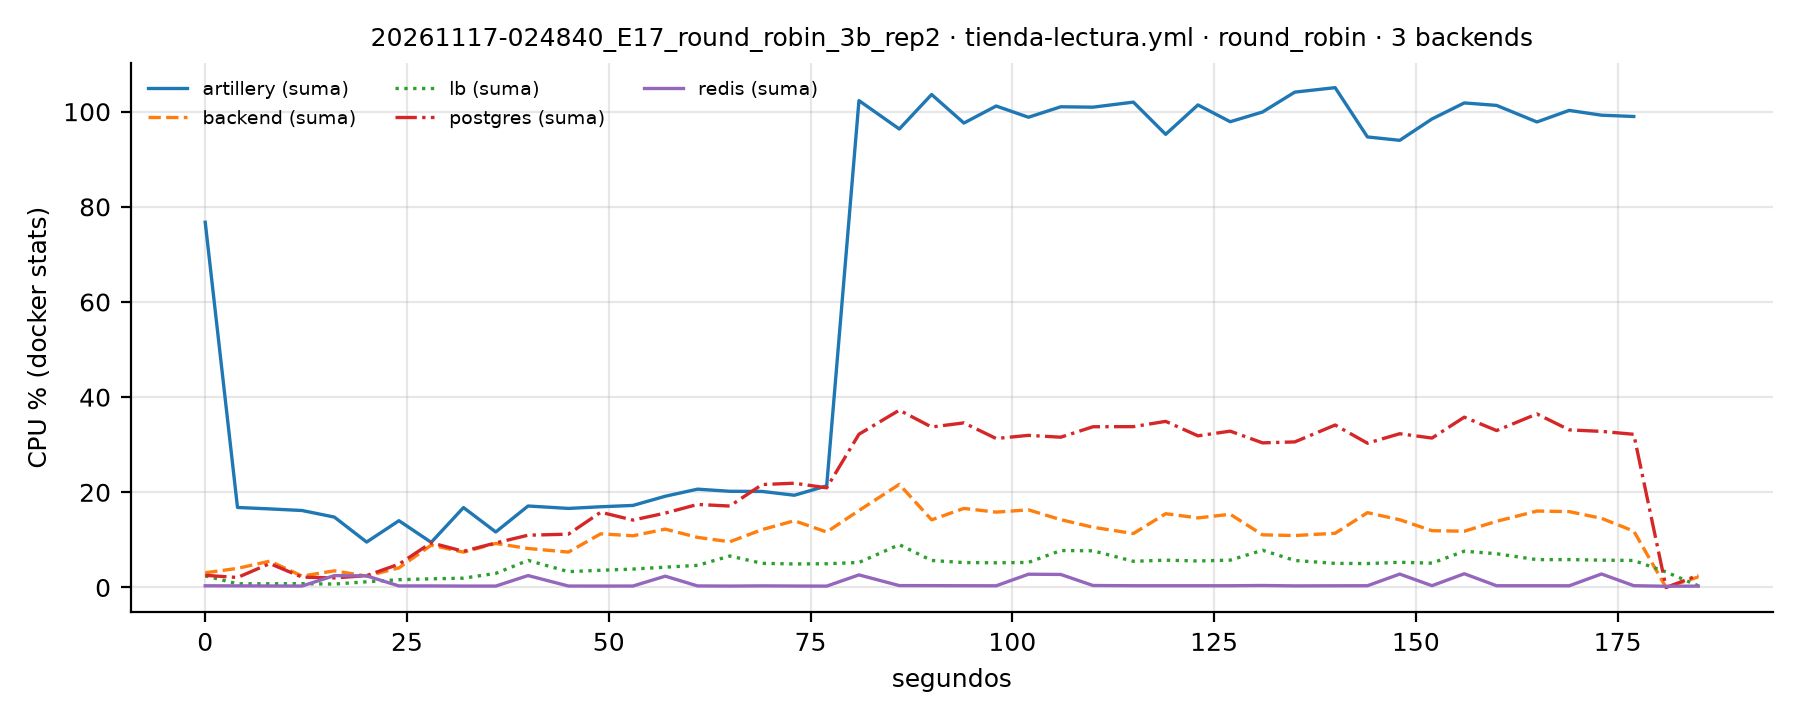 20261117-024840_E17_round_robin_3b_rep2 · tienda-lectura.yml · round_robin · 3 backends
artillery (suma)
backend (suma)
lb (suma)
postgres (suma)
redis (suma)
CPU % (docker stats)
100
80
60
40
20
0
0 25 50 75 100 125 150 175
segundos